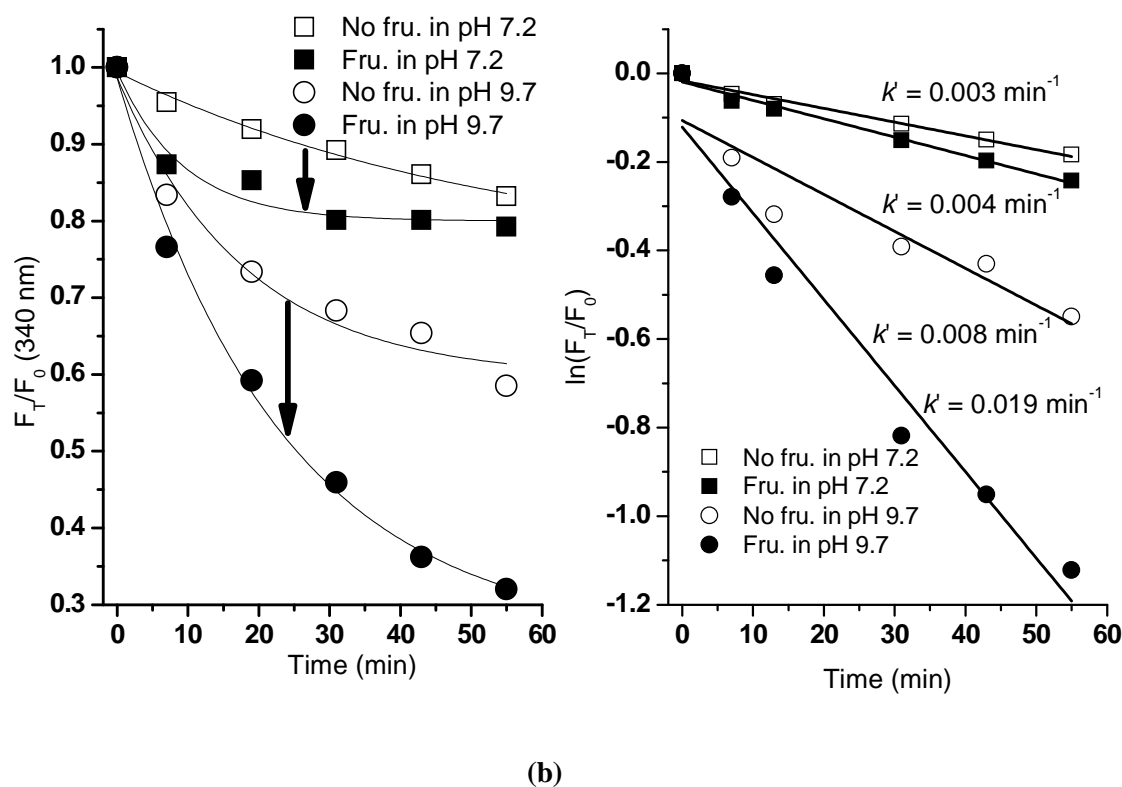 No fru. in pH 7.2
Fru. in pH 7.2
No fru. in pH 9.7
Fru. in pH 9.7
1.0
0.9
0.8
0.7
0.6
0.5
0.4
0.3
F_T/F_0 (340 nm)
0 10 20 30 40 50 60
Time (min)
0.0
-0.2
-0.4
-0.6
-0.8
-1.0
-1.2
ln(F_T/F_0)
k' = 0.003 min^-1
k' = 0.004 min^-1
k' = 0.008 min^-1
k' = 0.019 min^-1
No fru. in pH 7.2
Fru. in pH 7.2
No fru. in pH 9.7
Fru. in pH 9.7
0 10 20 30 40 50 60
Time (min)
(b)